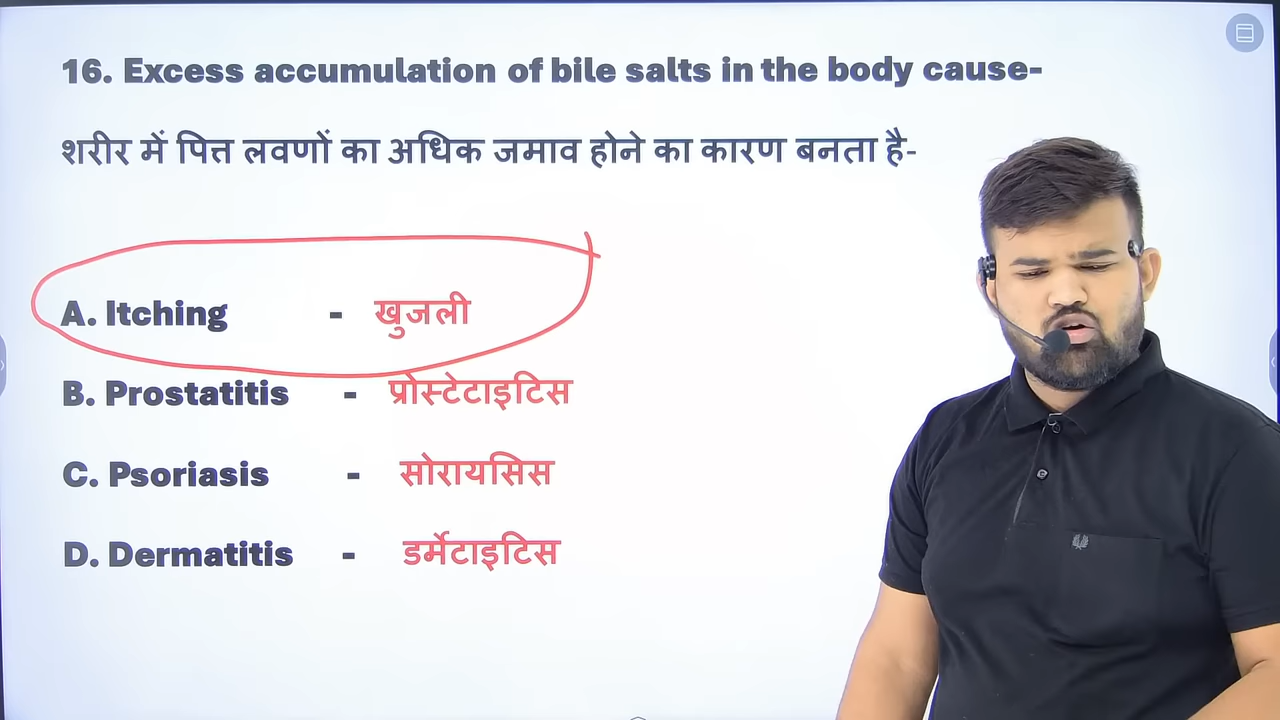 16. Excess accumulation of bile salts in the body cause-
शरीर में पित्त लवणों का अधिक जमाव होने का कारण बनता है-
A. Itching - खुजली
B. Prostatitis - प्रोस्टेटाइटिस
C. Psoriasis - सोरायसिस
D. Dermatitis - डर्मेटाइटिस